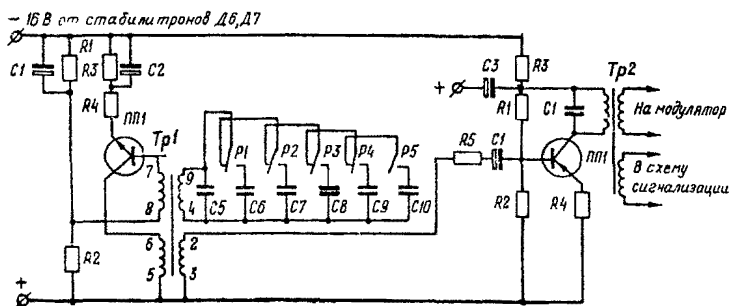 – 16 В от стабилитронов Д6, Д7
C1
R1
R3
C2
R4
ПП1
Тр1
7
8
6
5
9
4
2
3
R2
P1
P2
P3
P4
P5
C5
C6
C7
C8
C9
C10
R5
C1
C3
+
R3
R1
R2
C1
Тр2
ПП1
R4
На модулятор
В схему
сигнализации
+